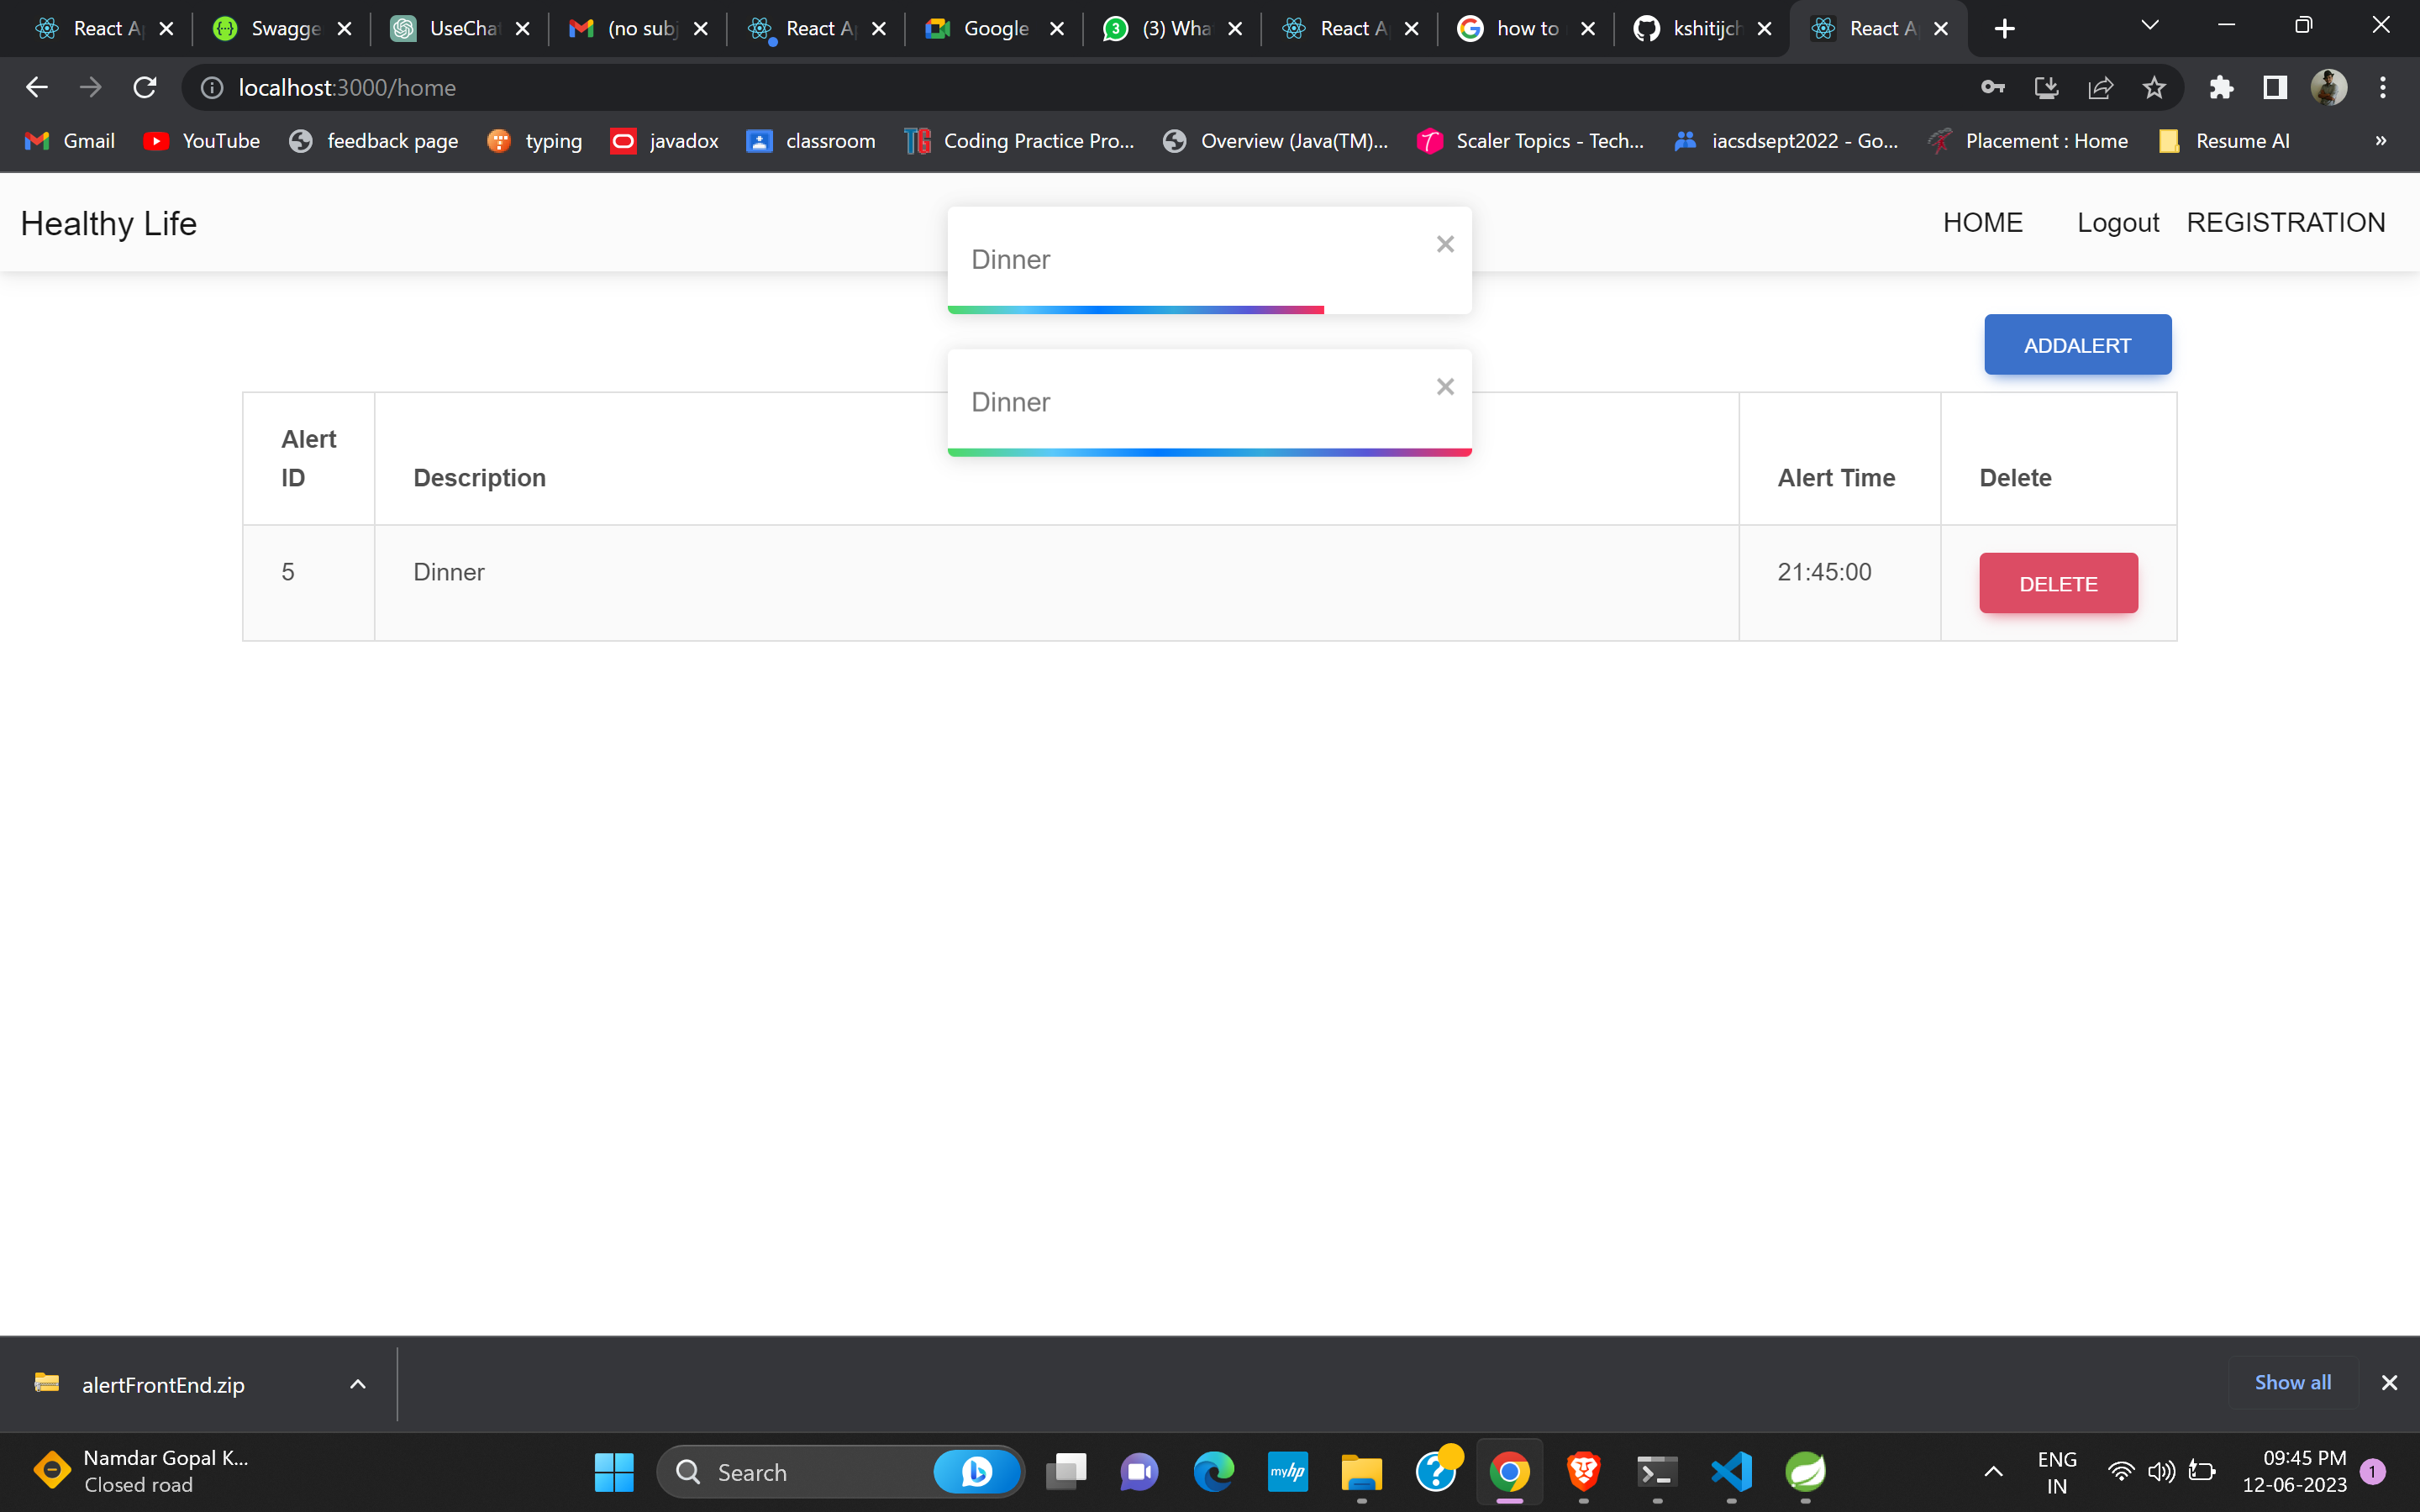 React A
Swagge
UseCha
(no subj
React A
Google
(3) Wha
React A
how to
kshitijch
React A
localhost:3000/home
Gmail
YouTube
feedback page
typing
javadox
classroom
TG
Coding Practice Pro...
Overview (Java(TM)...
Scaler Topics - Tech...
iacsdsept2022 - Go...
Placement : Home
Resume AI
»
Healthy Life
HOME
Logout
REGISTRATION
Dinner
Dinner
ADDALERT
Alert
ID
Description
Alert Time
Delete
5
Dinner
21:45:00
DELETE
alertFrontEnd.zip
Show all
Namdar Gopal K...
Closed road
Search
myhp
ENG
IN
09:45 PM
12-06-2023
1